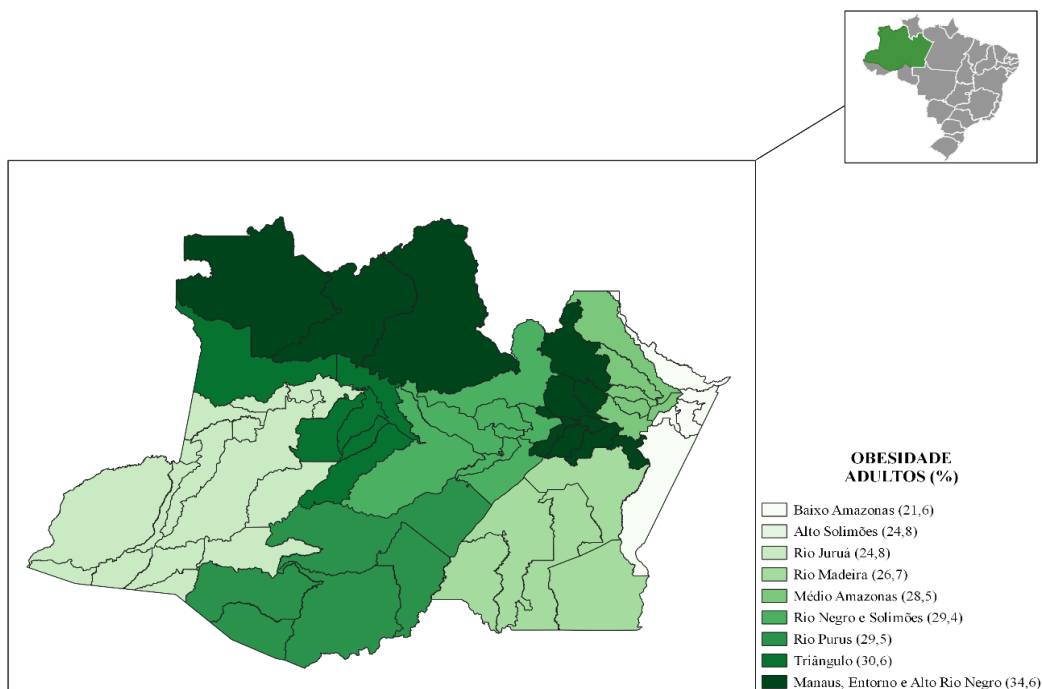 OBESIDADE
ADULTOS (%)
Baixo Amazonas (21,6)
Alto Solimões (24,8)
Rio Juruá (24,8)
Rio Madeira (26,7)
Médio Amazonas (28,5)
Rio Negro e Solimões (29,4)
Rio Purus (29,5)
Triângulo (30,6)
Manaus, Entorno e Alto Rio Negro (34,6)